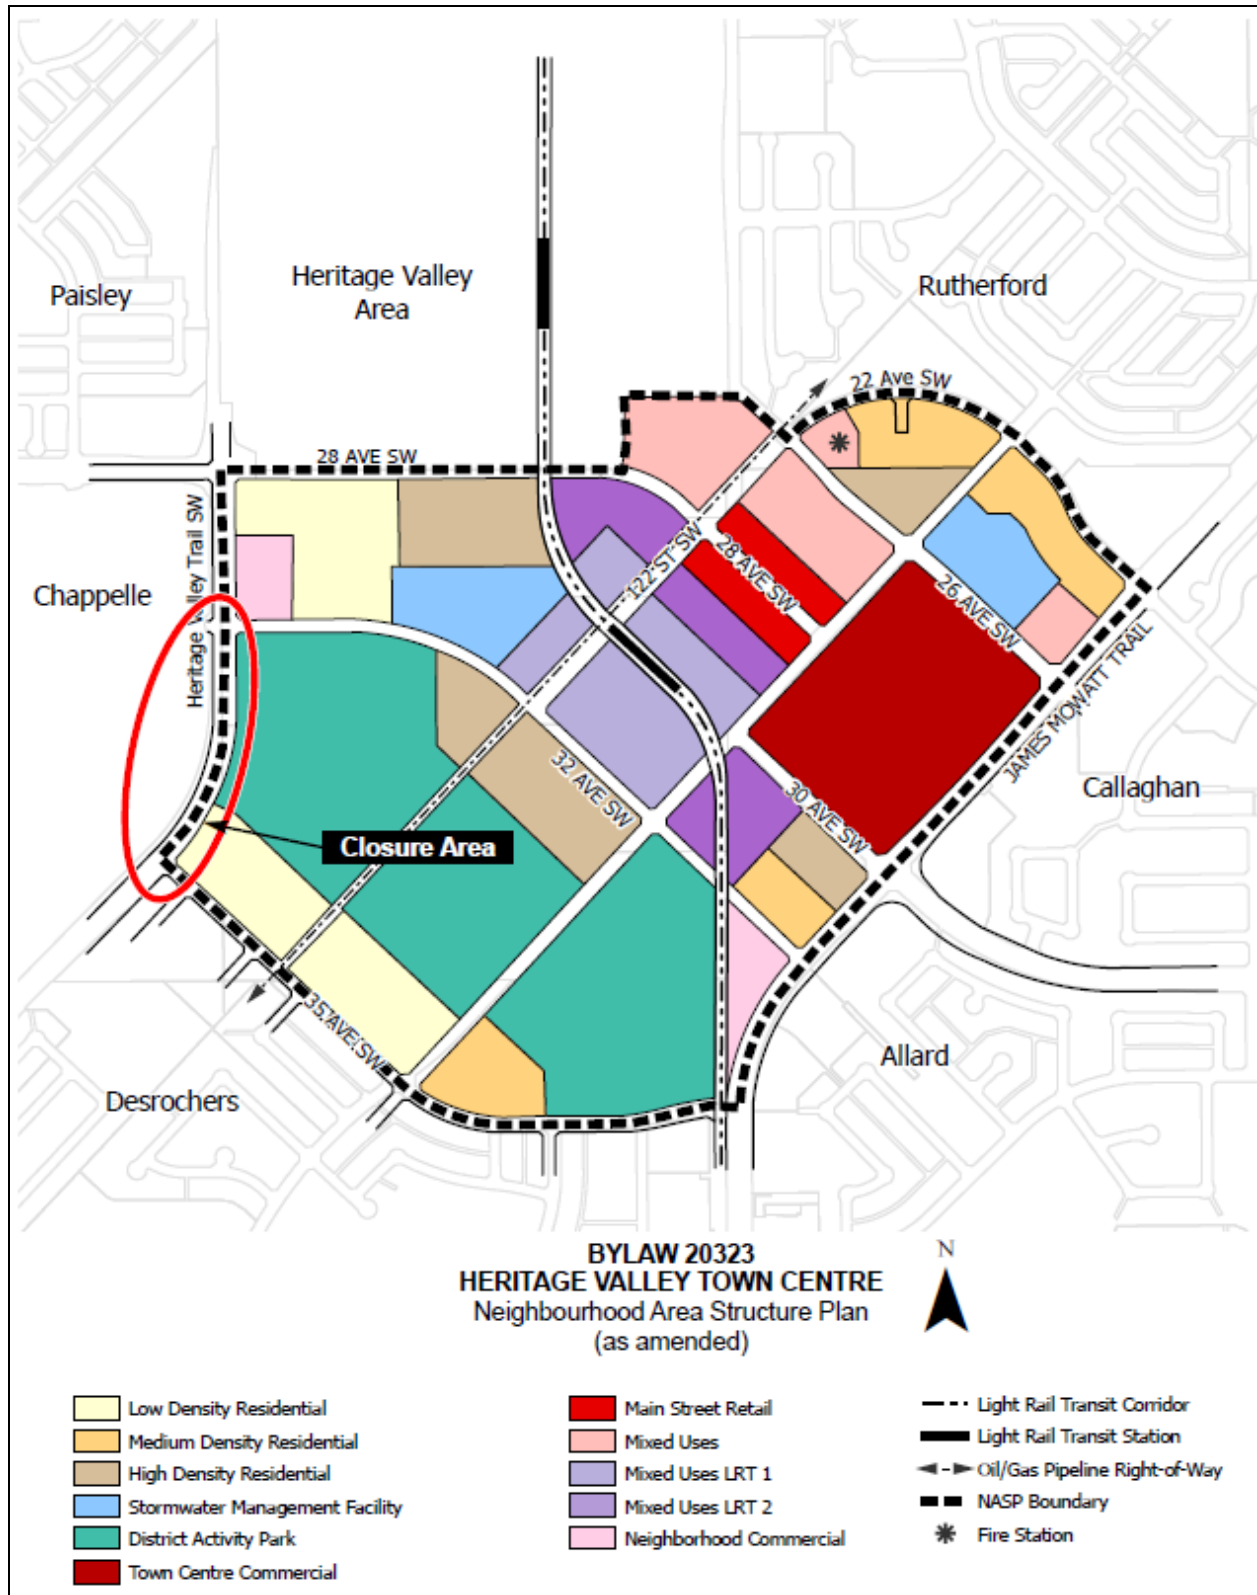 Paisley
Heritage Valley
Area
Rutherford
22 Ave SW
28 AVE SW
Heritage Valley Trail SW
122 ST SW
28 AVE SW
26 AVE SW
Chappelle
JAMES MOWATT TRAIL
32 AVE SW
30 AVE SW
Callaghan
Closure Area
35 AVE SW
Allard
Desrochers
BYLAW 20323
HERITAGE VALLEY TOWN CENTRE
Neighbourhood Area Structure Plan
(as amended)
N
Low Density Residential
Medium Density Residential
High Density Residential
Stormwater Management Facility
District Activity Park
Town Centre Commercial
Main Street Retail
Mixed Uses
Mixed Uses LRT 1
Mixed Uses LRT 2
Neighborhood Commercial
Light Rail Transit Corridor
Light Rail Transit Station
Oil/Gas Pipeline Right-of-Way
NASP Boundary
Fire Station